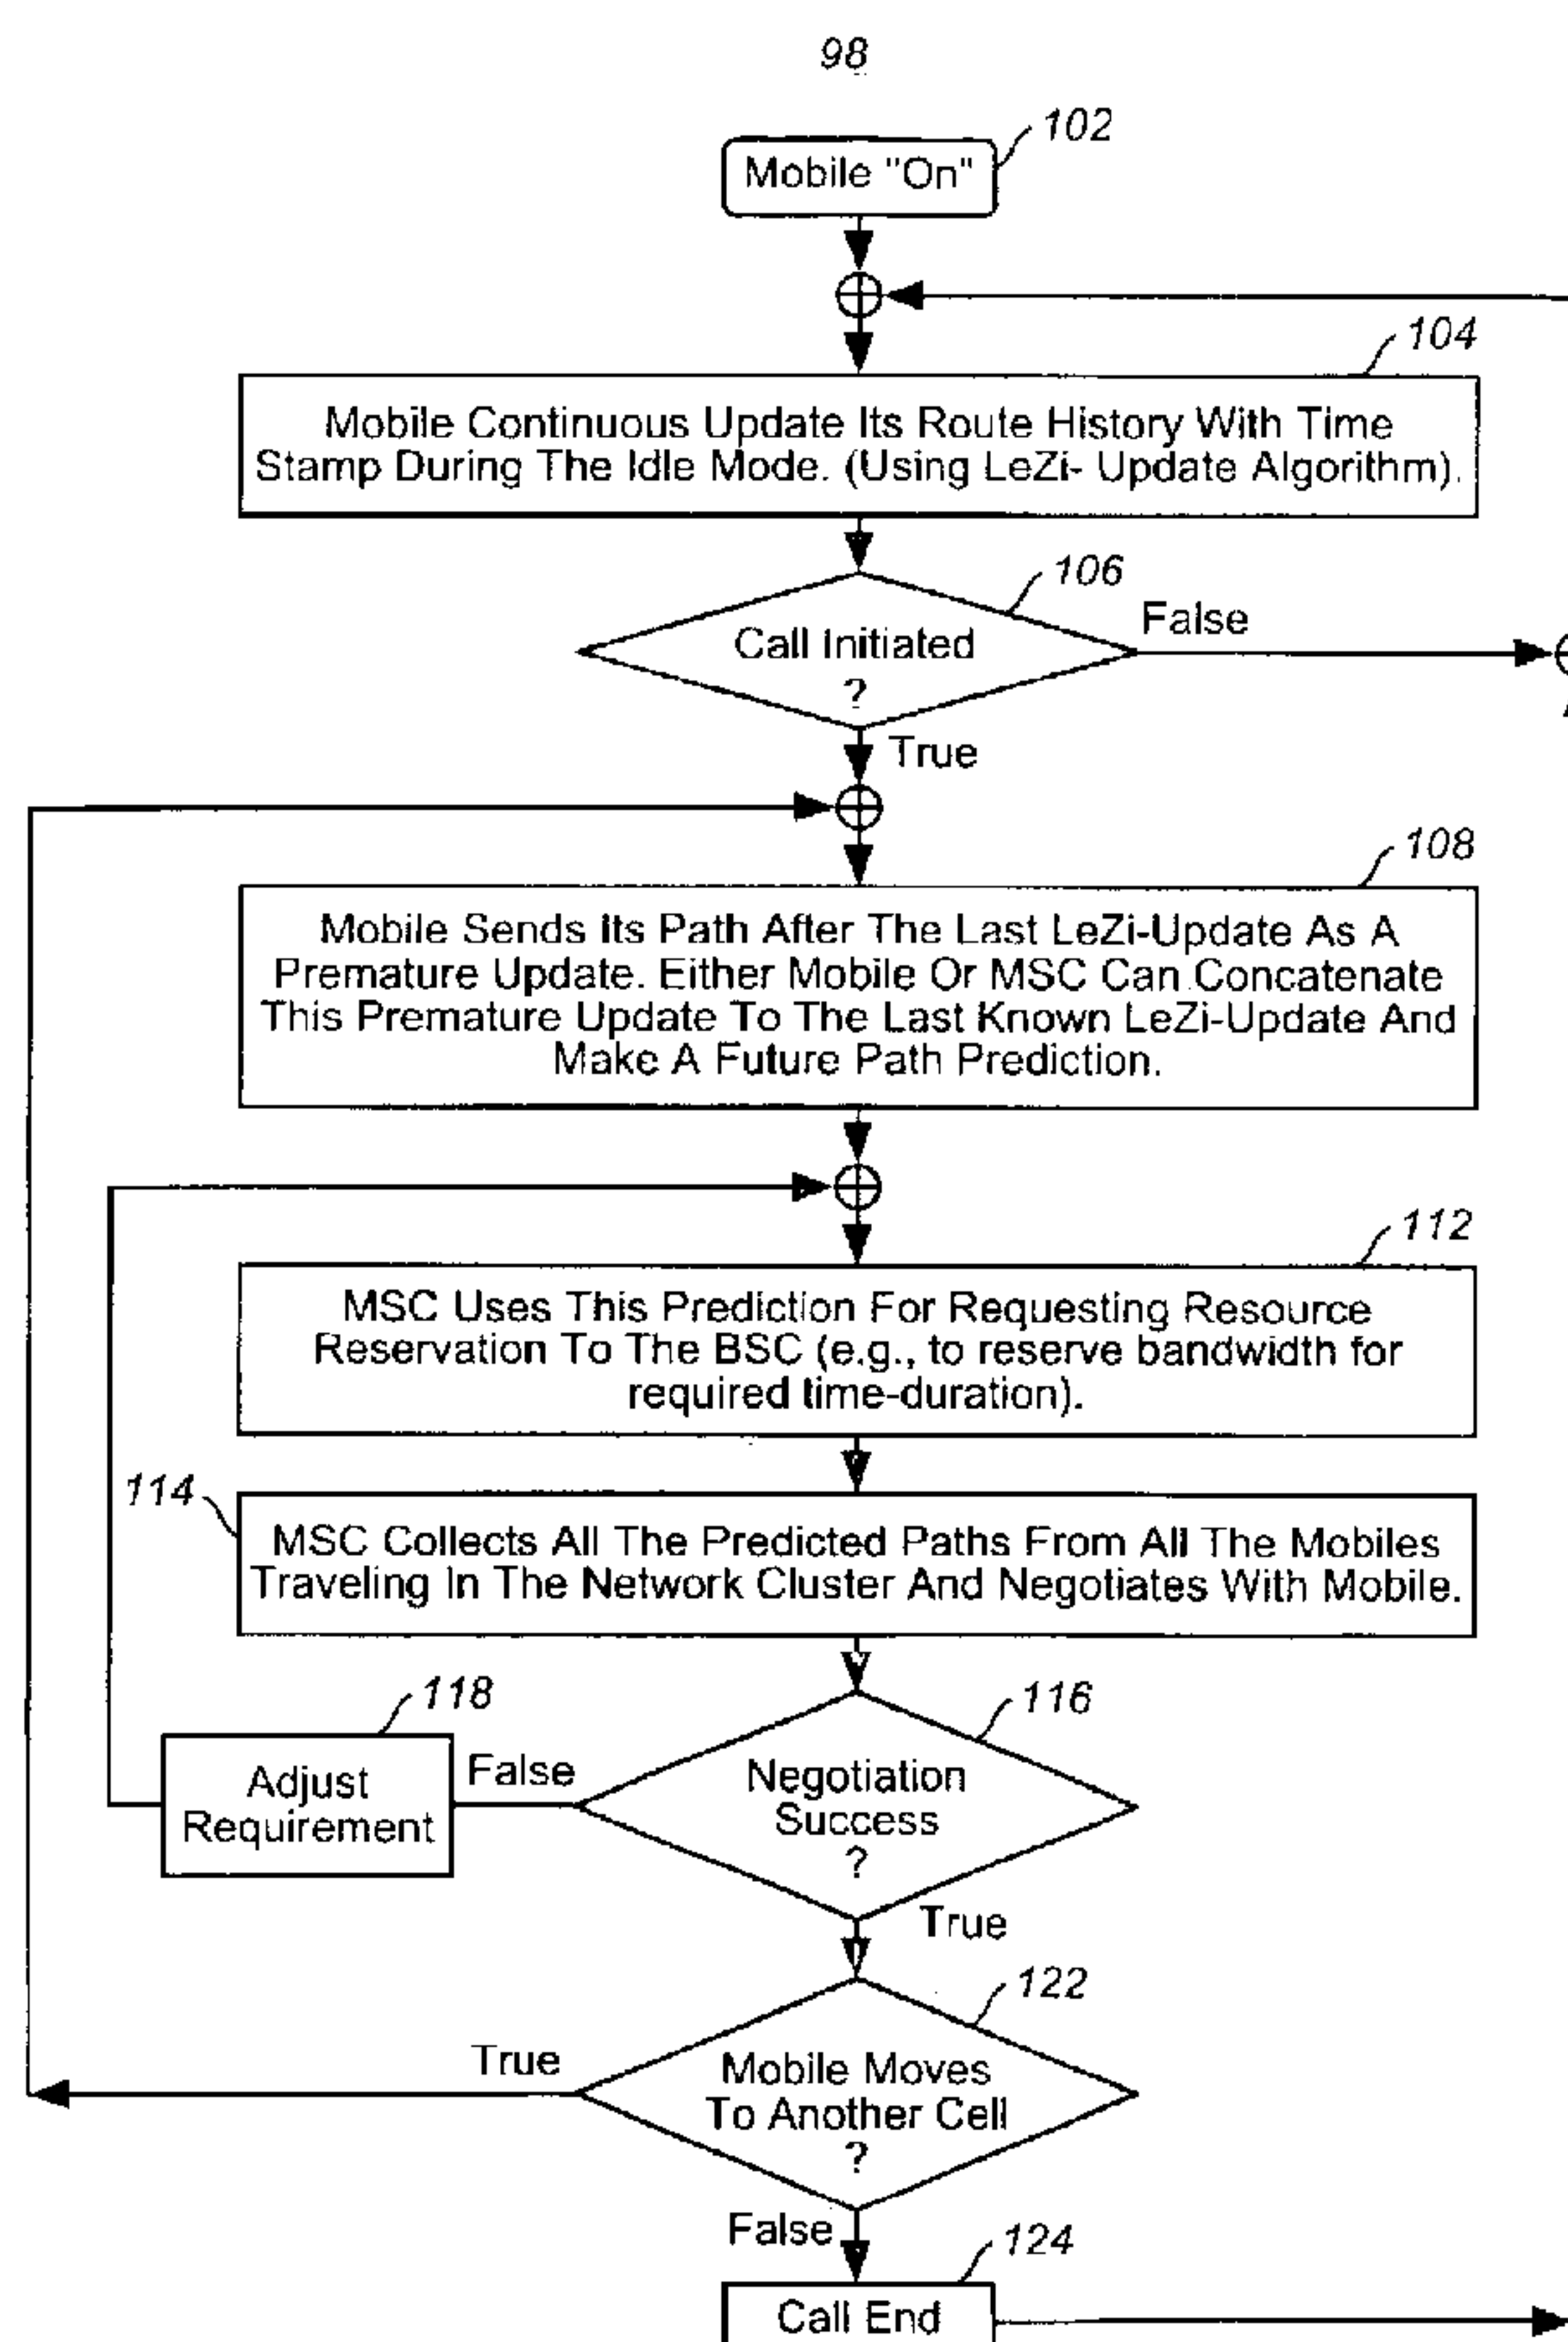 98
102
Mobile "On"
104
Mobile Continuous Update Its Route History With Time
Stamp During The Idle Mode. (Using LeZi- Update Algorithm).
106
Call Initiated
?
False
True
108
Mobile Sends Its Path After The Last LeZi-Update As A
Premature Update. Either Mobile Or MSC Can Concatenate
This Premature Update To The Last Known LeZi-Update And
Make A Future Path Prediction.
112
MSC Uses This Prediction For Requesting Resource
Reservation To The BSC (e.g., to reserve bandwidth for
required time-duration).
114
MSC Collects All The Predicted Paths From All The Mobiles
Traveling In The Network Cluster And Negotiates With Mobile.
118
Adjust
Requirement
False
116
Negotiation
Success
?
True
122
True
Mobile Moves
To Another Cell
?
False
124
Call End